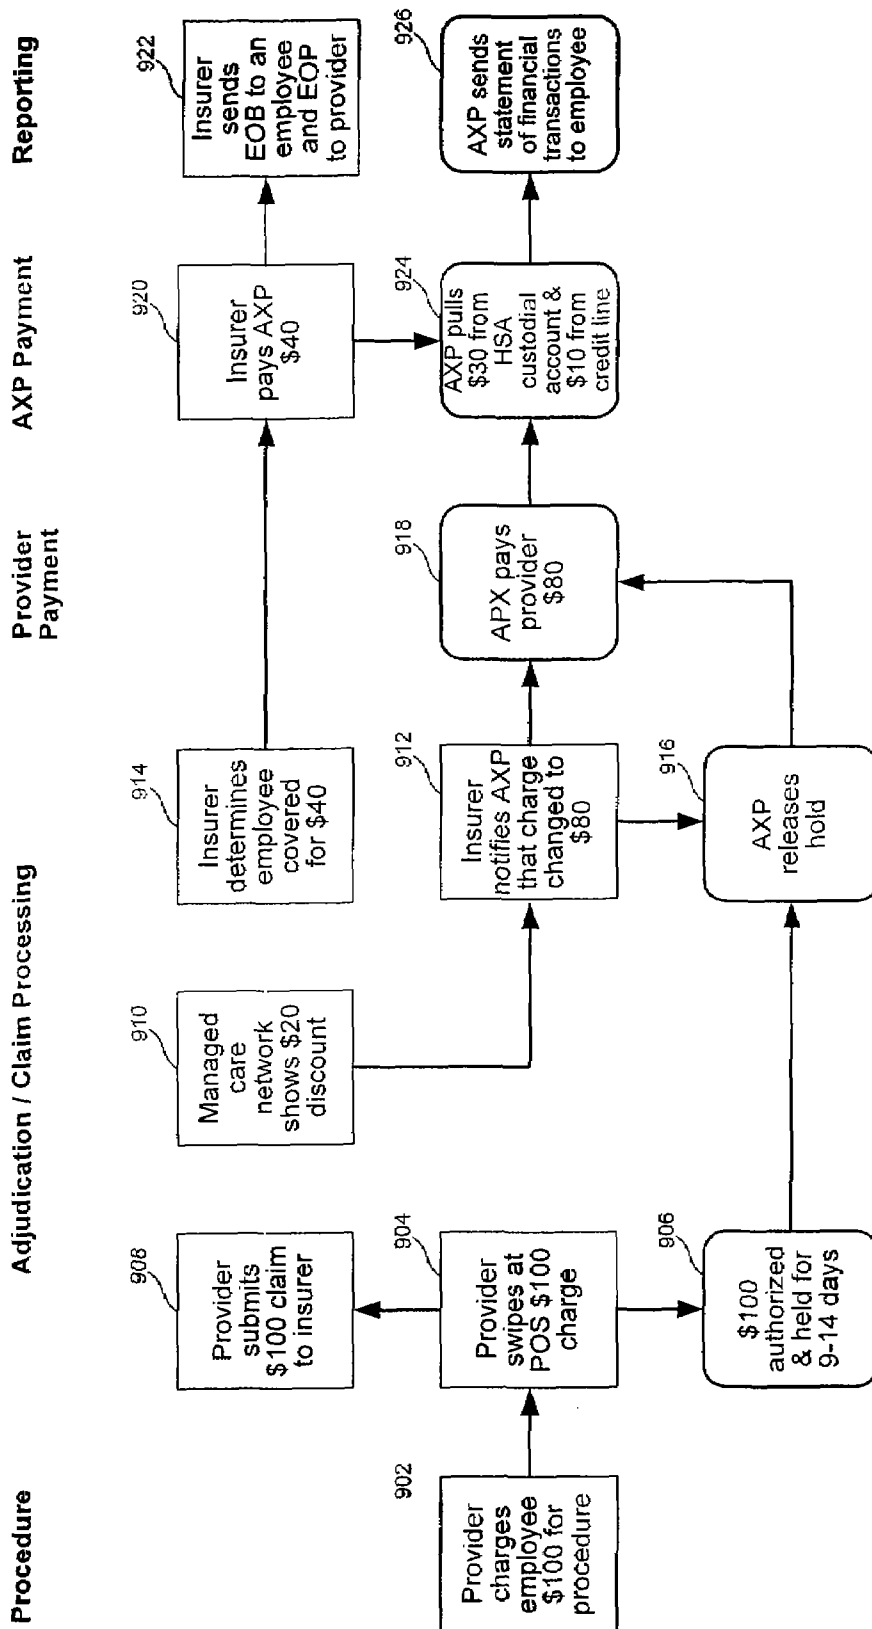 Procedure
Adjudication / Claim Processing
Provider
Payment
AXP Payment
Reporting
902
Provider
charges
employee
$100 for
procedure
904
Provider
swipes at
POS $100
charge
906
$100
authorized
& held for
9-14 days
908
Provider
submits
$100 claim
to insurer
910
Managed
care
network
shows $20
discount
912
Insurer
notifies AXP
that charge
changed to
$80
914
Insurer
determines
employee
covered
for $40
916
AXP
releases
hold
918
APX pays
provider
$80
920
Insurer
pays AXP
$40
922
Insurer
sends
EOB to an
employee
and EOP
to provider
924
AXP pulls
$30 from
HSA
custodial
account &
$10 from
credit line
926
AXP sends
statement
of financial
transactions
to employee